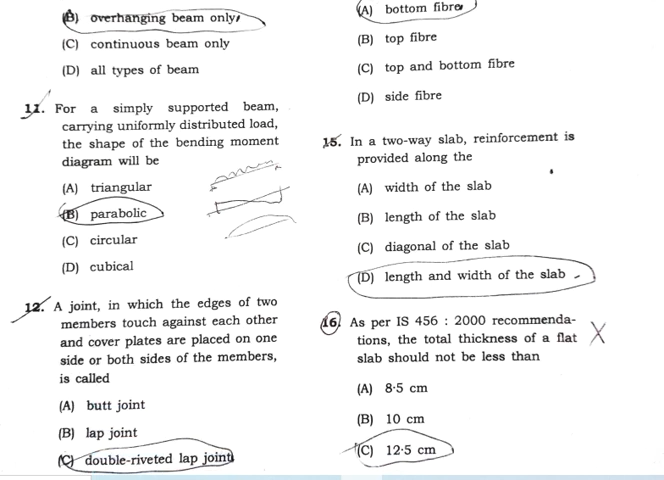 (B) overhanging beam only
(C) continuous beam only
(D) all types of beam
11. For a simply supported beam,
carrying uniformly distributed load,
the shape of the bending moment
diagram will be
(A) triangular
(B) parabolic
(C) circular
(D) cubical
12. A joint, in which the edges of two
members touch against each other
and cover plates are placed on one
side or both sides of the members,
is called
(A) butt joint
(B) lap joint
(C) double-riveted lap joint
(A) bottom fibre
(B) top fibre
(C) top and bottom fibre
(D) side fibre
15. In a two-way slab, reinforcement is
provided along the
(A) width of the slab
(B) length of the slab
(C) diagonal of the slab
(D) length and width of the slab
16. As per IS 456 : 2000 recommenda-
tions, the total thickness of a flat
slab should not be less than
(A) 8·5 cm
(B) 10 cm
(C) 12·5 cm